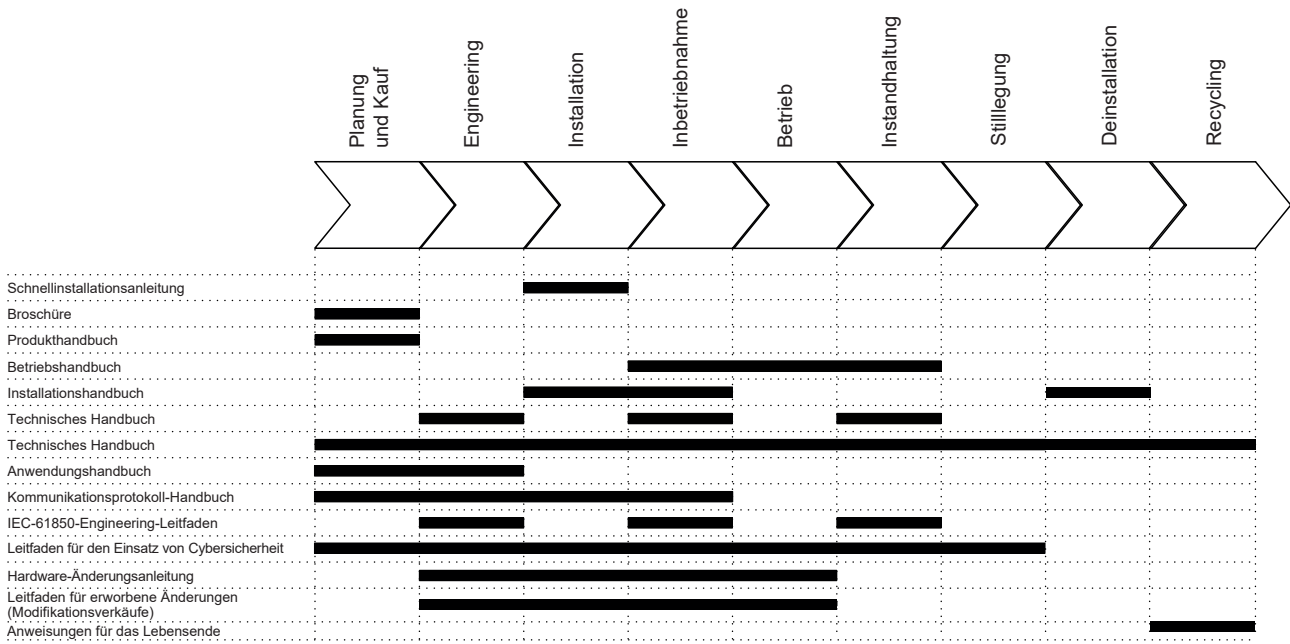 Planung
und Kauf
Engineering
Installation
Inbetriebnahme
Betrieb
Instandhaltung
Stilllegung
Deinstallation
Recycling
Schnellinstallationsanleitung
Broschüre
Produkthandbuch
Betriebshandbuch
Installationshandbuch
Technisches Handbuch
Technisches Handbuch
Anwendungshandbuch
Kommunikationsprotokoll-Handbuch
IEC-61850-Engineering-Leitfaden
Leitfaden für den Einsatz von Cybersicherheit
Hardware-Änderungsanleitung
Leitfaden für erworbene Änderungen
(Modifikationsverkäufe)
Anweisungen für das Lebensende